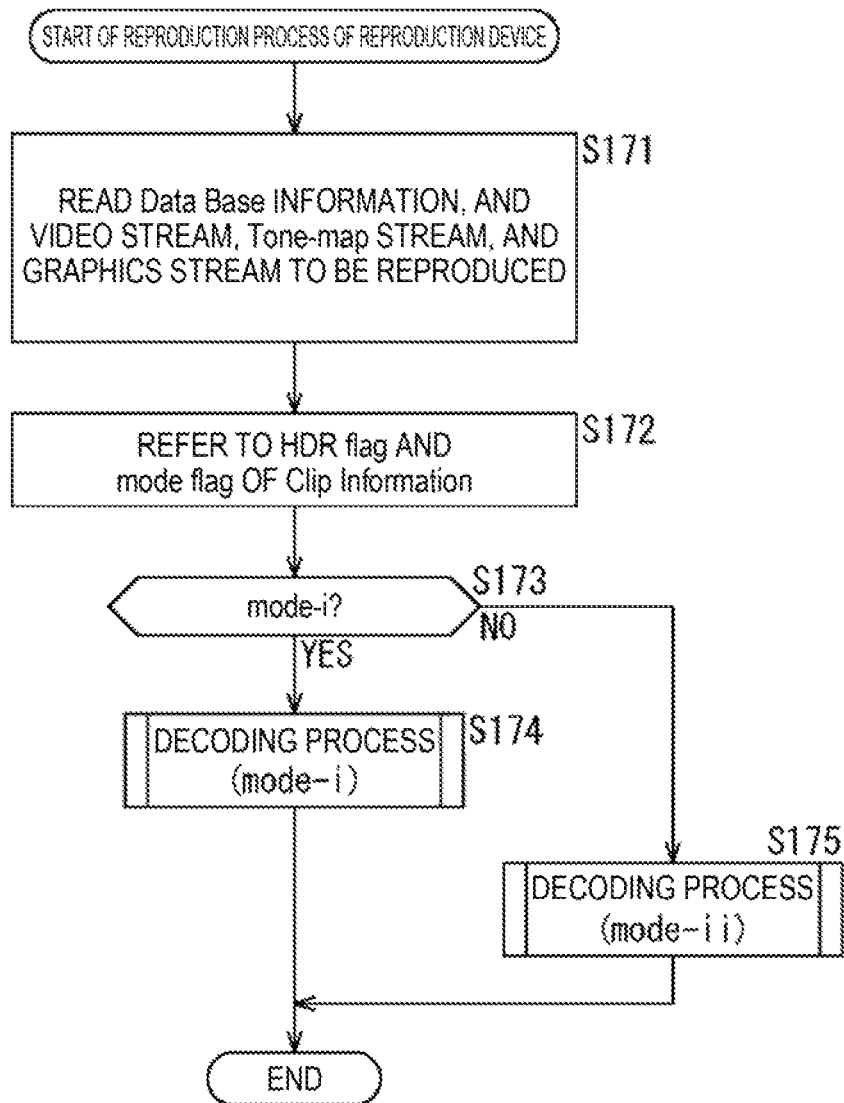 START OF REPRODUCTION PROCESS OF REPRODUCTION DEVICE
S171
READ Data Base INFORMATION, AND
VIDEO STREAM, Tone-map STREAM, AND
GRAPHICS STREAM TO BE REPRODUCED
S172
REFER TO HDR flag AND
mode flag OF Clip Information
S173
mode-i?
NO
YES
S174
DECODING PROCESS
(mode-i)
S175
DECODING PROCESS
(mode-ii)
END